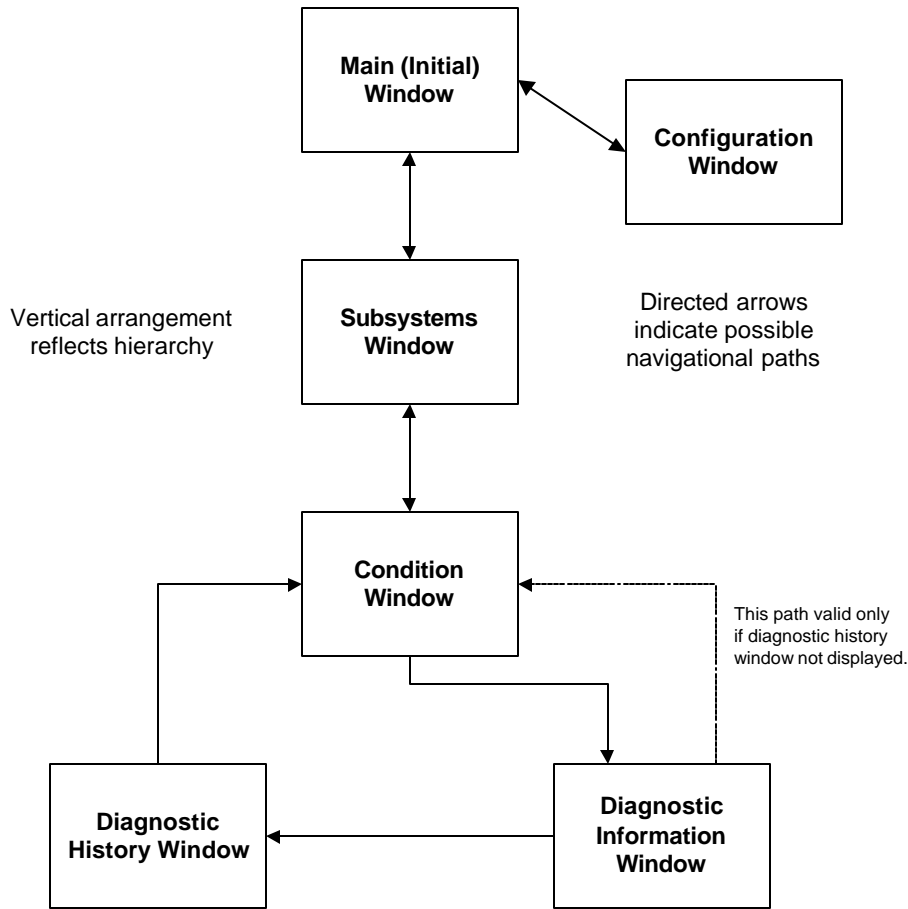 Main (Initial)
Window
Configuration
Window
Vertical arrangement
reflects hierarchy
Subsystems
Window
Directed arrows
indicate possible
navigational paths
Condition
Window
This path valid only
if diagnostic history
window not displayed.
Diagnostic
History Window
Diagnostic
Information
Window